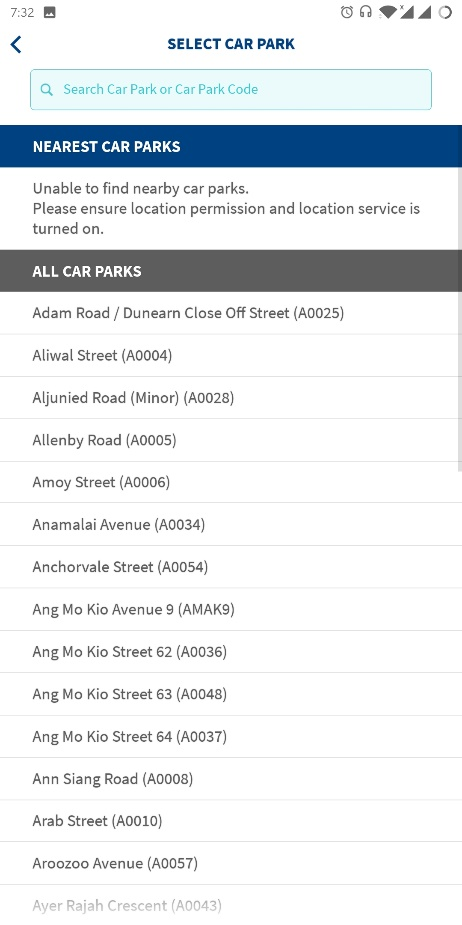 7:32
SELECT CAR PARK
Search Car Park or Car Park Code
NEAREST CAR PARKS
Unable to find nearby car parks.
Please ensure location permission and location service is
turned on.
ALL CAR PARKS
Adam Road / Dunearn Close Off Street (A0025)
Aliwal Street (A0004)
Aljunied Road (Minor) (A0028)
Allenby Road (A0005)
Amoy Street (A0006)
Anamalai Avenue (A0034)
Anchorvale Street (A0054)
Ang Mo Kio Avenue 9 (AMAK9)
Ang Mo Kio Street 62 (A0036)
Ang Mo Kio Street 63 (A0048)
Ang Mo Kio Street 64 (A0037)
Ann Siang Road (A0008)
Arab Street (A0010)
Aroozoo Avenue (A0057)
Ayer Rajah Crescent (A0043)